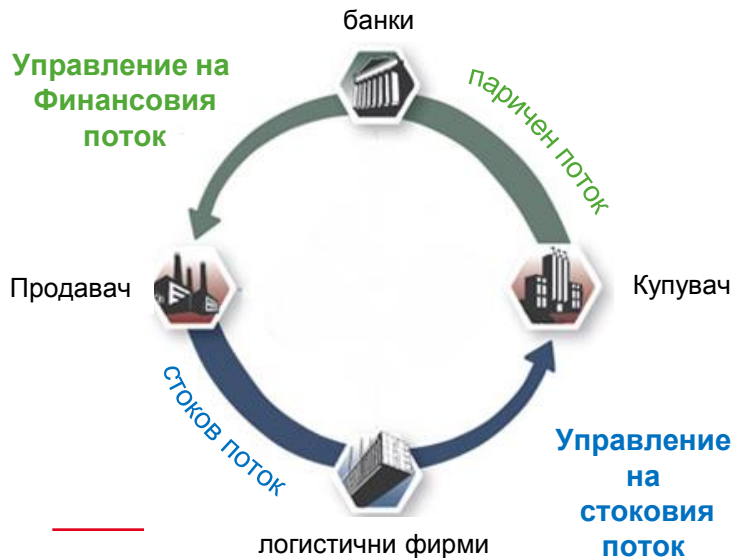 банки
Управление на
Финансовия
поток
паричен поток
Продавач
Купувач
стоков поток
Управление
на
стоковия
поток
логистични фирми